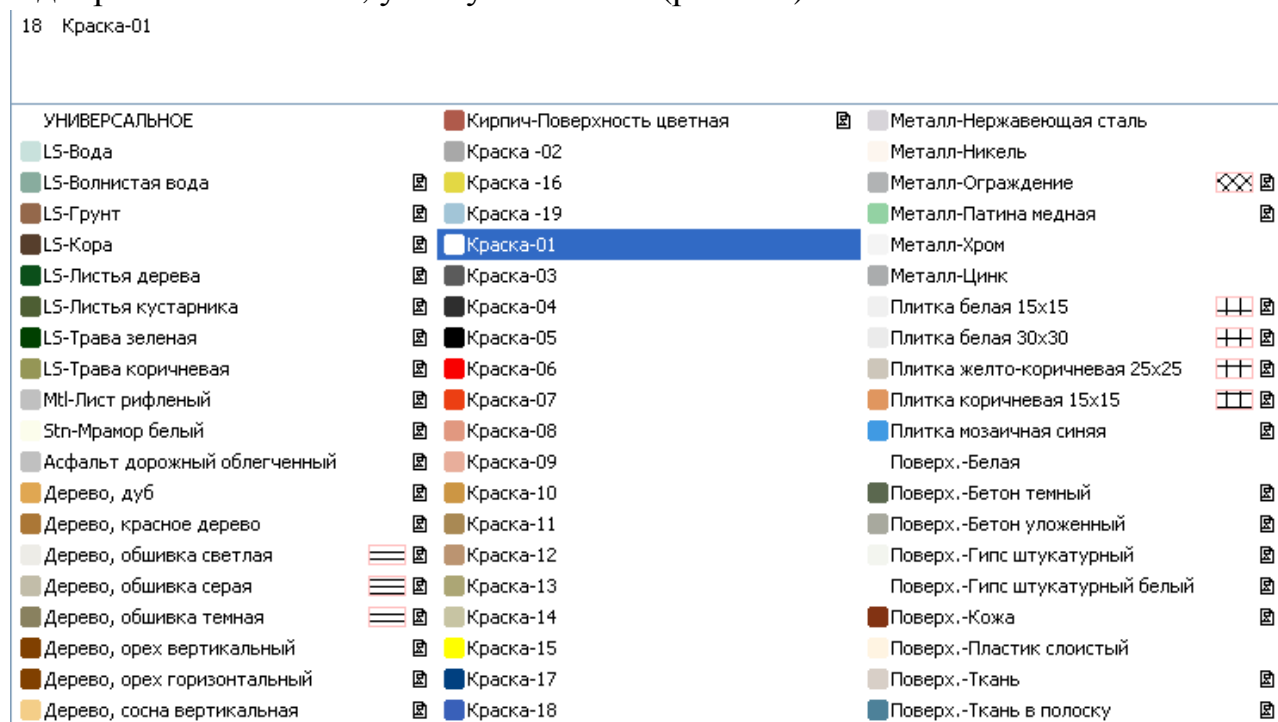 18 Краска-01
УНИВЕРСАЛЬНОЕ
LS-Вода
LS-Волнистая вода
LS-Грунт
LS-Кора
LS-Листья дерева
LS-Листья кустарника
LS-Трава зеленая
LS-Трава коричневая
Mtl-Лист рифленый
Stn-Мрамор белый
Асфальт дорожный облегченный
Дерево, дуб
Дерево, красное дерево
Дерево, обшивка светлая
Дерево, обшивка серая
Дерево, обшивка темная
Дерево, орех вертикальный
Дерево, орех горизонтальный
Дерево, сосна вертикальная
Кирпич-Поверхность цветная
Краска -02
Краска -16
Краска -19
Краска-01
Краска-03
Краска-04
Краска-05
Краска-06
Краска-07
Краска-08
Краска-09
Краска-10
Краска-11
Краска-12
Краска-13
Краска-14
Краска-15
Краска-17
Краска-18
Металл-Нержавеющая сталь
Металл-Никель
Металл-Ограждение
Металл-Патина медная
Металл-Хром
Металл-Цинк
Плитка белая 15x15
Плитка белая 30x30
Плитка желто-коричневая 25x25
Плитка коричневая 15x15
Плитка мозаичная синяя
Поверх.-Белая
Поверх.-Бетон темный
Поверх.-Бетон уложенный
Поверх.-Гипс штукатурный
Поверх.-Гипс штукатурный белый
Поверх.-Кожа
Поверх.-Пластик слоистый
Поверх.-Ткань
Поверх.-Ткань в полоску